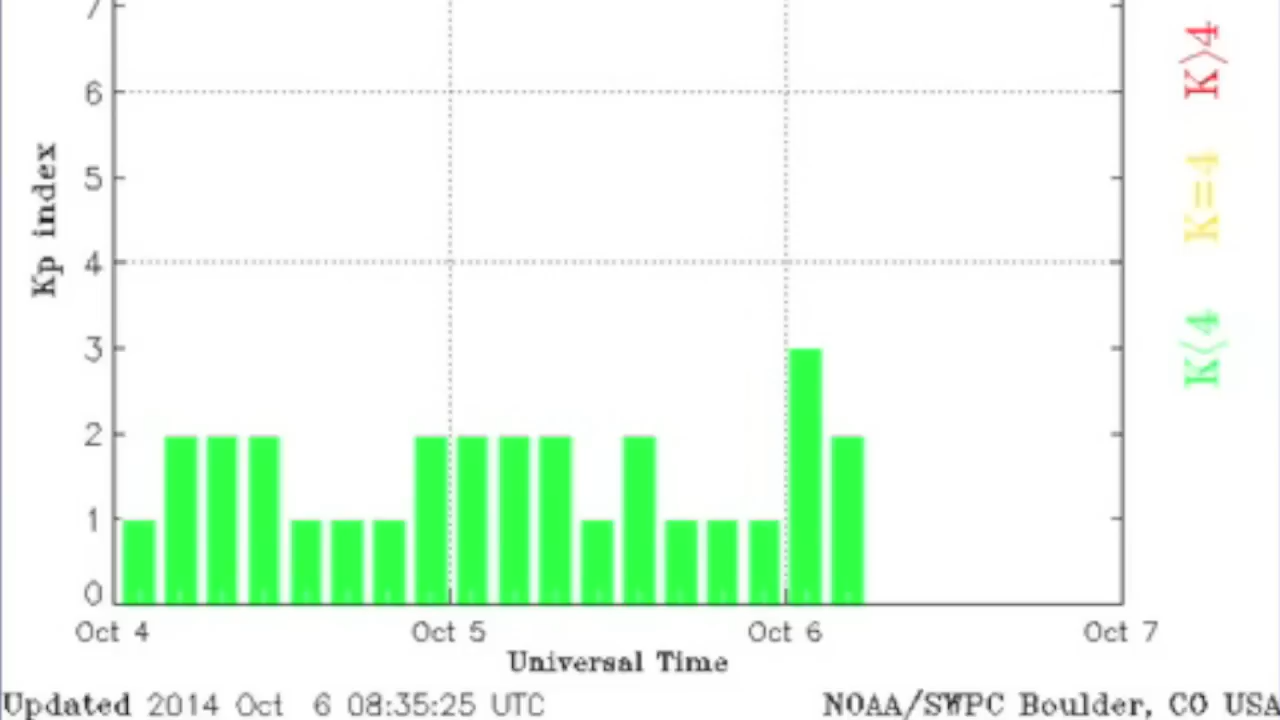 7
6
5
4
3
2
1
0
Kp index
Oct 4 Oct 5 Oct 6 Oct 7
Universal Time
Updated 2014 Oct 6 08:35:25 UTC
NOAA/SWPC Boulder, CO USA
K<4
K=4
K>4